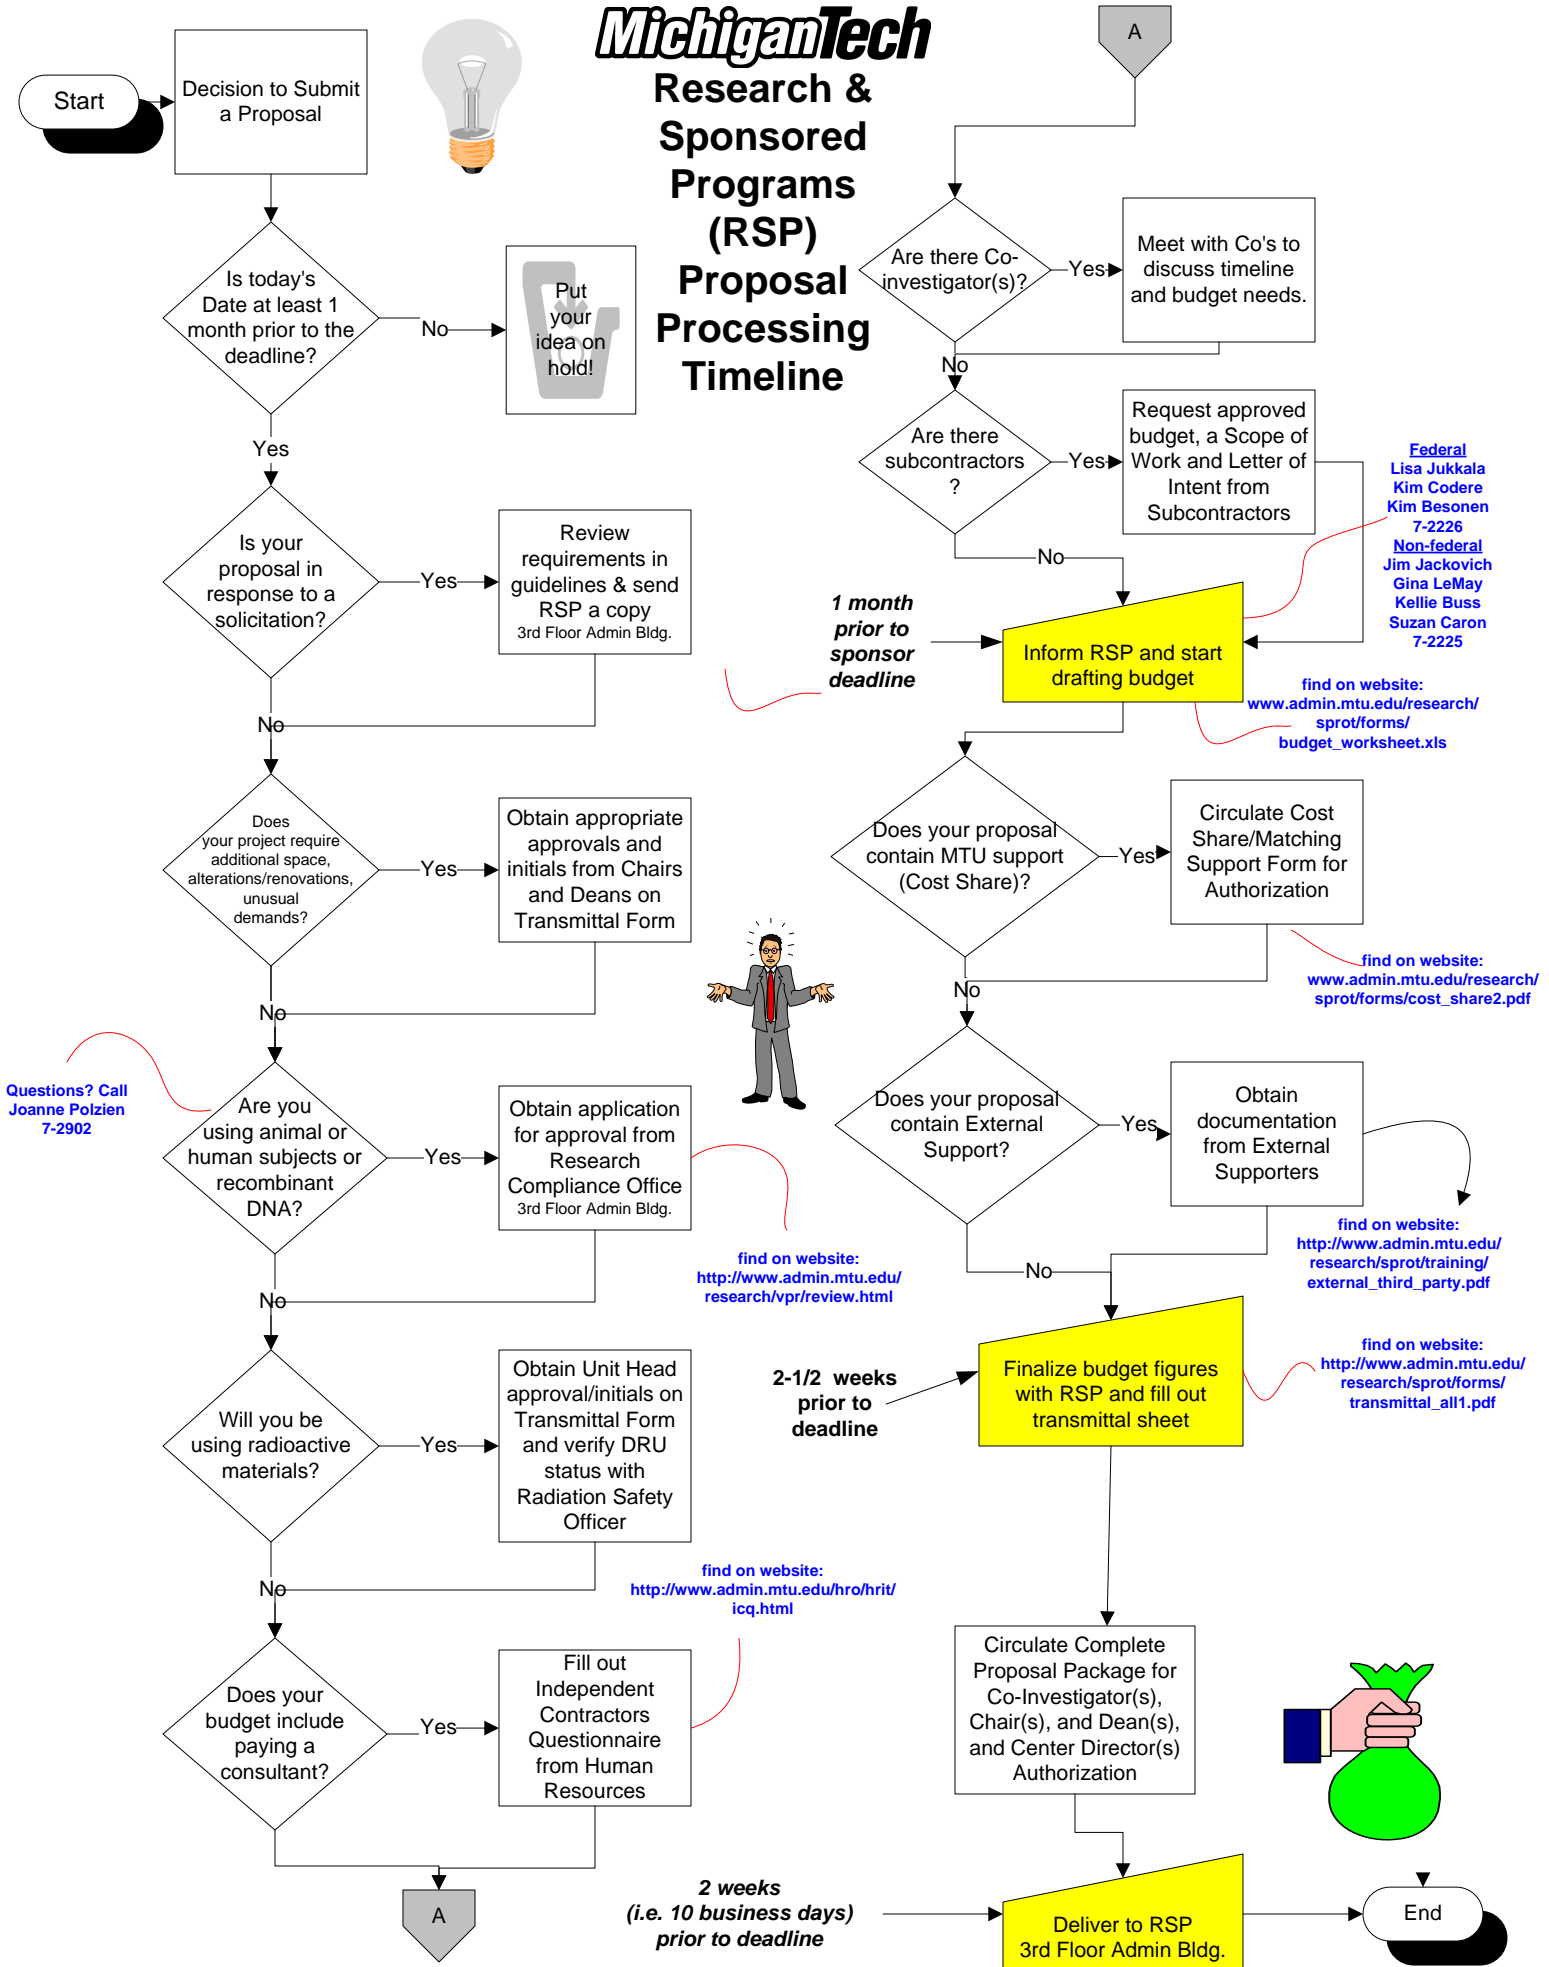 MichiganTech
Research &
Sponsored
Programs
(RSP)
Proposal
Processing
Timeline
Start
Decision to Submit
a Proposal
Is today's
Date at least 1
month prior to the
deadline?
No
Put
your
idea on
hold!
Yes
Is your
proposal in
response to a
solicitation?
Yes
Review
requirements in
guidelines & send
RSP a copy
3rd Floor Admin Bldg.
No
Does
your project require
additional space,
alterations/renovations,
unusual
demands?
Yes
Obtain appropriate
approvals and
initials from Chairs
and Deans on
Transmittal Form
No
Questions? Call
Joanne Polzien
7-2902
Are you
using animal or
human subjects or
recombinant
DNA?
Yes
Obtain application
for approval from
Research
Compliance Office
3rd Floor Admin Bldg.
find on website:
http://www.admin.mtu.edu/
research/vpr/review.html
No
Will you be
using radioactive
materials?
Yes
Obtain Unit Head
approval/initials on
Transmittal Form
and verify DRU
status with
Radiation Safety
Officer
No
find on website:
http://www.admin.mtu.edu/hro/hrit/
icq.html
Does your
budget include
paying a
consultant?
Yes
Fill out
Independent
Contractors
Questionnaire
from Human
Resources
A
A
Are there Co-
investigator(s)?
Yes
Meet with Co's to
discuss timeline
and budget needs.
No
Are there
subcontractors
?
Yes
Request approved
budget, a Scope of
Work and Letter of
Intent from
Subcontractors
No
Federal
Lisa Jukkala
Kim Codere
Kim Besonen
7-2226
Non-federal
Jim Jackovich
Gina LeMay
Kellie Buss
Suzan Caron
7-2225
1 month
prior to
sponsor
deadline
Inform RSP and start
drafting budget
find on website:
www.admin.mtu.edu/research/
sprot/forms/
budget_worksheet.xls
Does your proposal
contain MTU support
(Cost Share)?
Yes
Circulate Cost
Share/Matching
Support Form for
Authorization
find on website:
www.admin.mtu.edu/research/
sprot/forms/cost_share2.pdf
No
Does your proposal
contain External
Support?
Yes
Obtain
documentation
from External
Supporters
find on website:
http://www.admin.mtu.edu/
research/sprot/training/
external_third_party.pdf
No
2-1/2 weeks
prior to
deadline
Finalize budget figures
with RSP and fill out
transmittal sheet
find on website:
http://www.admin.mtu.edu/
research/sprot/forms/
transmittal_all1.pdf
Circulate Complete
Proposal Package for
Co-Investigator(s),
Chair(s), and Dean(s),
and Center Director(s)
Authorization
2 weeks
(i.e. 10 business days)
prior to deadline
Deliver to RSP
3rd Floor Admin Bldg.
End